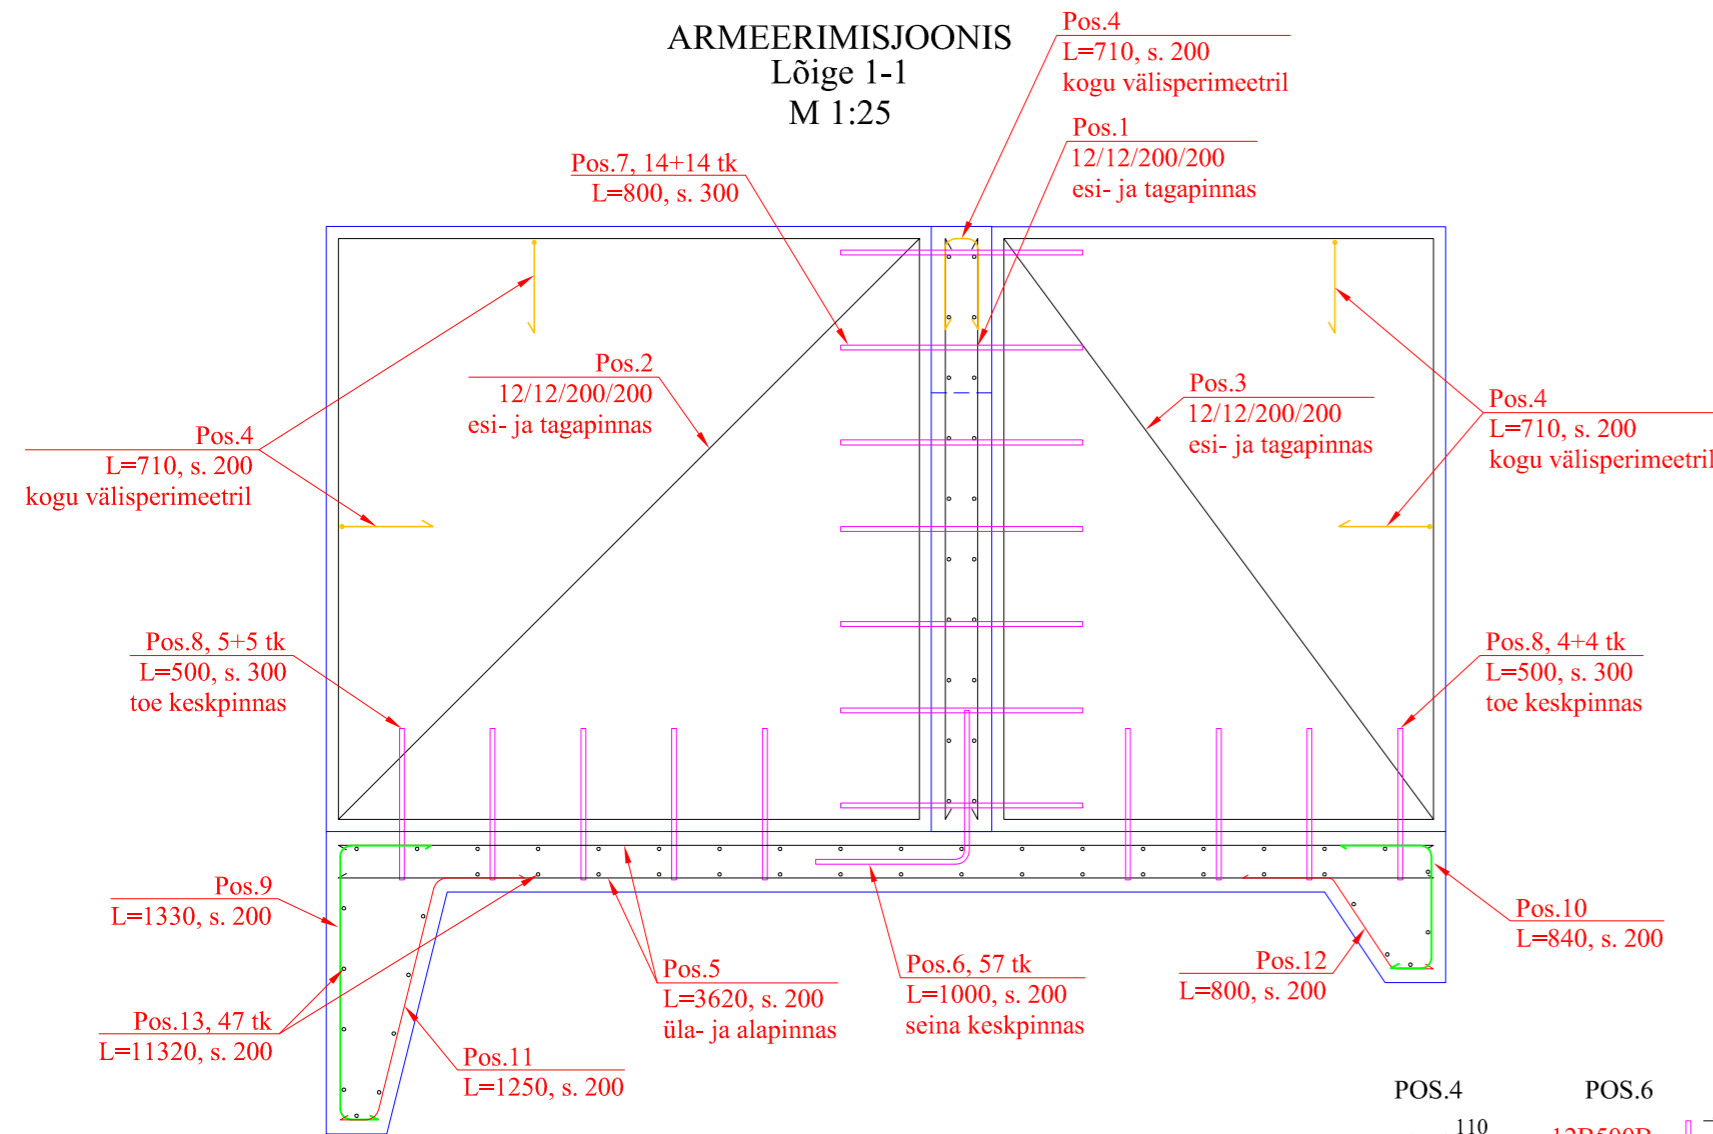 ARMEERIMISJOONIS
Lõige 1-1
M 1:25
Pos.4
L=710, s. 200
kogu välisperimeetril
Pos.1
12/12/200/200
esi- ja tagapinnas
Pos.7, 14+14 tk
L=800, s. 300
Pos.2
12/12/200/200
esi- ja tagapinnas
Pos.3
12/12/200/200
esi- ja tagapinnas
Pos.4
L=710, s. 200
kogu välisperimeetril
Pos.4
L=710, s. 200
kogu välisperimeetril
Pos.8, 5+5 tk
L=500, s. 300
toe keskpinnas
Pos.8, 4+4 tk
L=500, s. 300
toe keskpinnas
Pos.9
L=1330, s. 200
Pos.10
L=840, s. 200
Pos.5
L=3620, s. 200
üla- ja alapinnas
Pos.6, 57 tk
L=1000, s. 200
seina keskpinnas
Pos.12
L=800, s. 200
Pos.13, 47 tk
L=11320, s. 200
Pos.11
L=1250, s. 200
POS.4
POS.6
110
12B500B